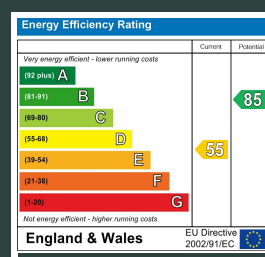 Energy Efficiency Rating
Current Potential
Very energy efficient - lower running costs
(92 plus) A
(81-91) B
85
(69-80) C
(55-68) D
55
(39-54) E
(21-38) F
(1-20) G
Not energy efficient - higher running costs
England & Wales
EU Directive
2002/91/EC